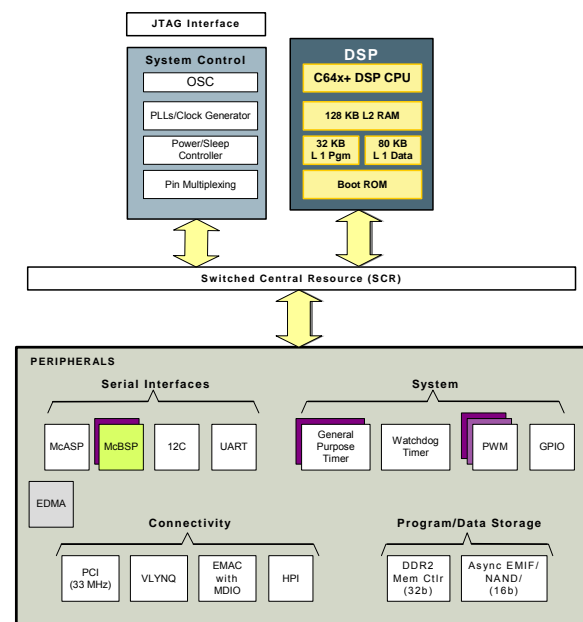 JTAG Interface
System Control
OSC
PLLs/Clock Generator
Power/Sleep
Controller
Pin Multiplexing
DSP
C64x+ DSP CPU
128 KB L2 RAM
32 KB
L 1 Pgm
80 KB
L 1 Data
Boot ROM
Switched Central Resource (SCR)
PERIPHERALS
Serial Interfaces
McASP
McBSP
12C
UART
System
General
Purpose
Timer
Watchdog
Timer
PWM
GPIO
EDMA
Connectivity
PCI
(33 MHz)
VLYNQ
EMAC
with
MDIO
HPI
Program/Data Storage
DDR2
Mem Ctlr
(32b)
Async EMIF/
NAND/
(16b)